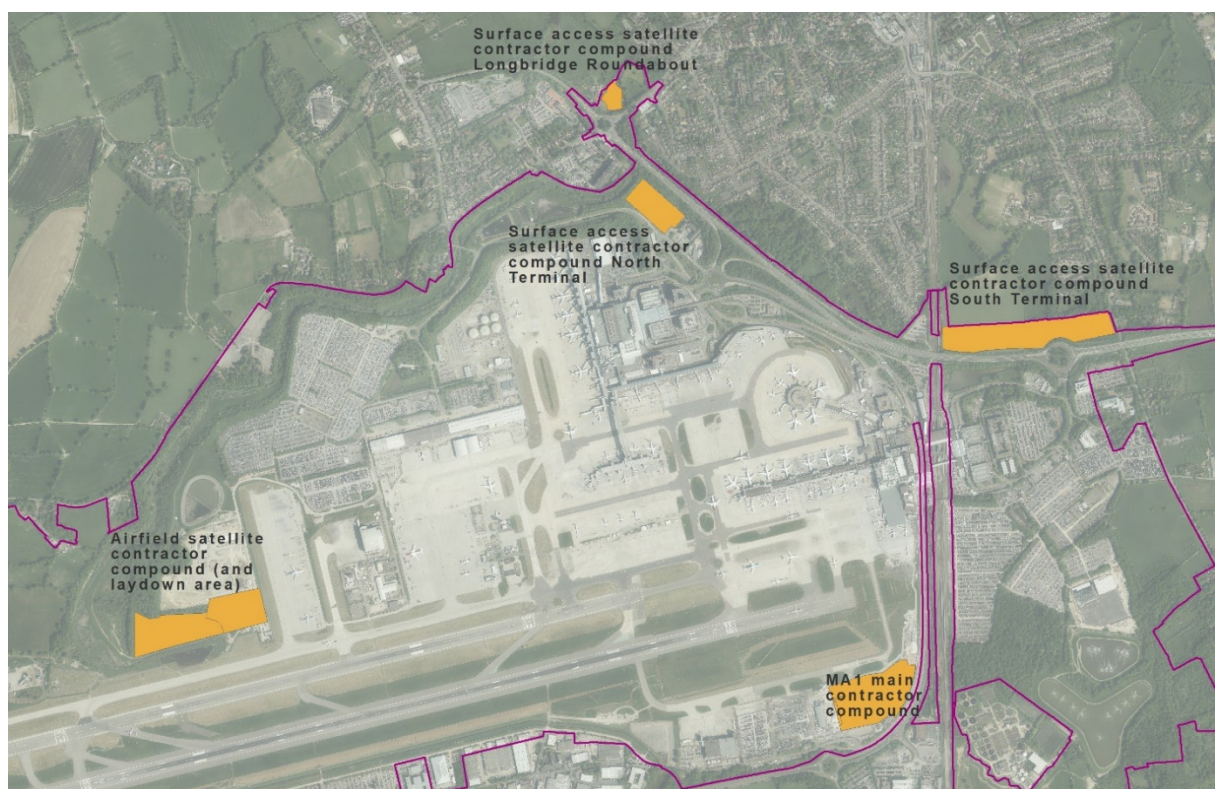 Surface access satellite
contractor compound
Longbridge Roundabout
Surface access
satellite contractor
compound North
Terminal
Surface access satellite
contractor compound
South Terminal
Airfield satellite
contractor
compound (and
laydown area)
MA1 main
contractor
compound